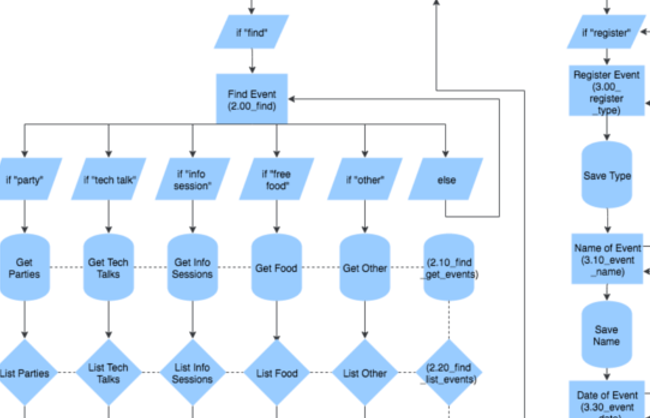 if "find"
Find Event
(2.00_find)
if "party"
if "tech talk"
if "info
session"
if "free
food"
if "other"
else
Get
Parties
Get Tech
Talks
Get Info
Sessions
Get Food
Get Other
(2.10_find
_get_events)
List Parties
List Tech
Talks
List Info
Sessions
List Food
List Other
(2.20_find
_list_events)
if "register"
Register Event
(3.00_
register
_type)
Save Type
Name of Event
(3.10_event
_name)
Save
Name
Date of Event
(3.30_event